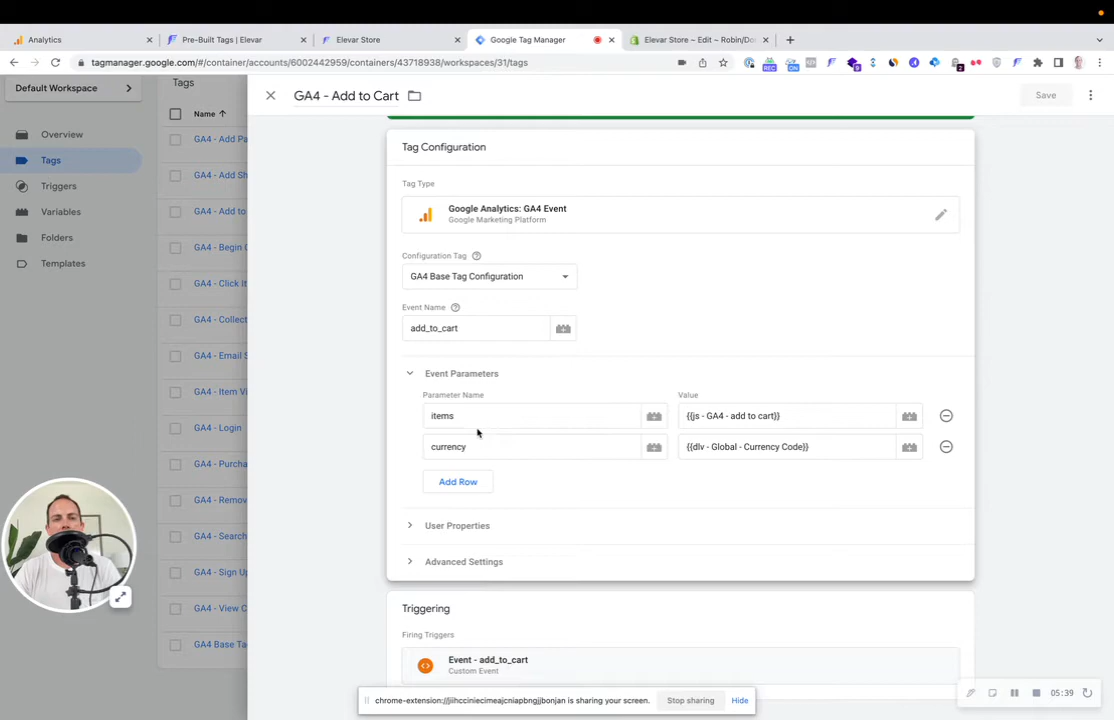 Analytics
Pre-Built Tags | Elevar
Elevar Store
Google Tag Manager
Elevar Store ~ Edit ~ Robin/Do
tagmanager.google.com/#/container/accounts/6002442959/containers/43718938/workspaces/31/tags
Default Workspace
Tags
GA4 - Add to Cart
Save
Overview
Tags
Triggers
Variables
Folders
Templates
Name
GA4 - Add Pa
GA4 - Add Sh
GA4 - Add to
GA4 - Begin
GA4 - Click It
GA4 - Collect
GA4 - Email S
GA4 - Item Vi
GA4 - Login
GA4 - Purcha
GA4 - Remov
GA4 - Search
GA4 - Sign Up
GA4 - View C
GA4 Base Ta
Tag Configuration
Tag Type
Google Analytics: GA4 Event
Google Marketing Platform
Configuration Tag
GA4 Base Tag Configuration
Event Name
add_to_cart
Event Parameters
Parameter Name Value
items {{js - GA4 - add to cart}}
currency {{dlv - Global - Currency Code}}
Add Row
User Properties
Advanced Settings
Triggering
Firing Triggers
Event - add_to_cart
Custom Event
chrome-extension://jiihcciniecimeajcniapbngjjbonjan is sharing your screen. Stop sharing Hide
05:39